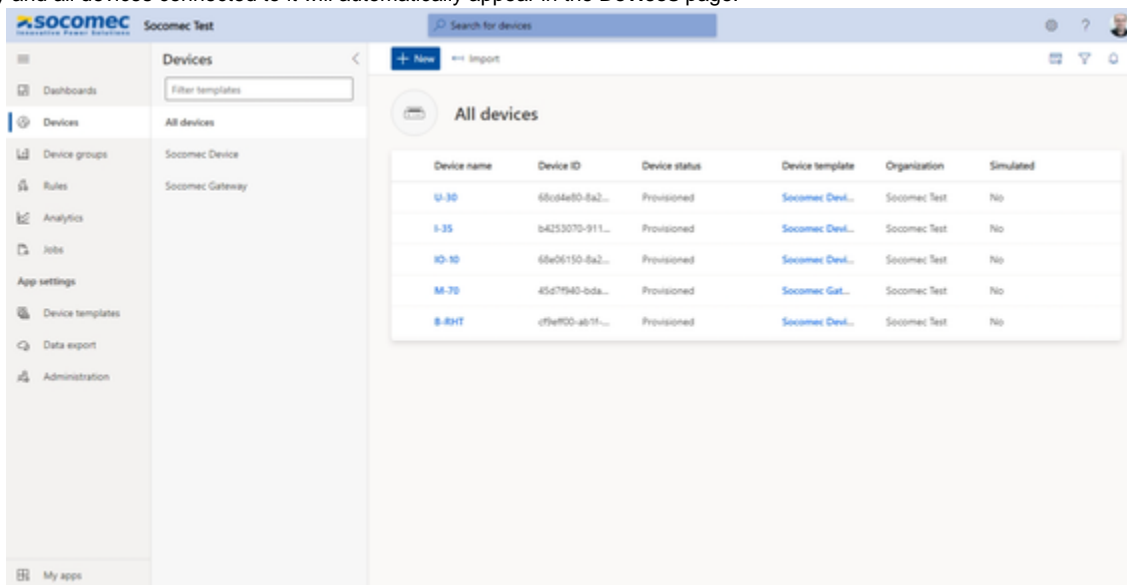 and all devices connected to it will automatically appear in the Devices page.
socomec
Innovative Power Solutions
Socomec Test
Search for devices
?
Devices
+ New
Import
Dashboards
Filter templates
All devices
Devices
All devices
Device groups
Socomec Device
Device name Device ID Device status Device template Organization Simulated
Rules
Socomec Gateway
U-30 68cd4e80-8a2... Provisioned Socomec Devi... Socomec Test No
Analytics
I-35 b4253070-911... Provisioned Socomec Devi... Socomec Test No
Jobs
IO-10 68e06150-8a2... Provisioned Socomec Devi... Socomec Test No
App settings
M-70 45d7f940-bda... Provisioned Socomec Gat... Socomec Test No
Device templates
B-RHT cf9eff00-ab1f-... Provisioned Socomec Devi... Socomec Test No
Data export
Administration
My apps